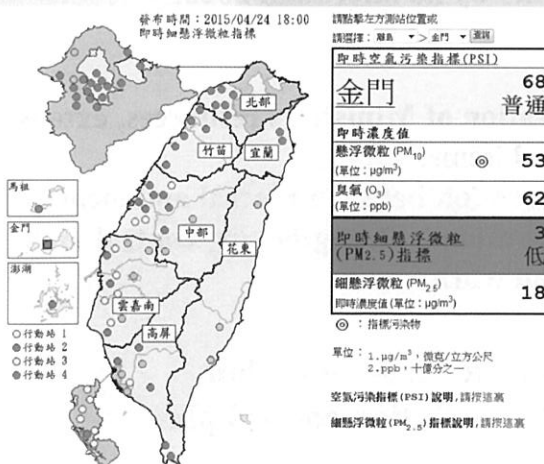 發布時間：2015/04/24 18:00
即時細懸浮微粒指標
北部
竹苗
宜蘭
中部
花東
雲嘉南
高屏
馬祖
金門
澎湖
○行動站 1
●行動站 2
○行動站 3
●行動站 4
請點擊左方測站位置或
請選擇： 離島 > 金門 查詢
即時空氣污染指標(PSI)
金門 68
普通
即時濃度值
懸浮微粒 (PM10)
(單位：μg/m³) ◎ 53
臭氧 (O3)
(單位：ppb) 62
即時細懸浮微粒 3
(PM2.5)指標 低
細懸浮微粒 (PM2.5)
即時濃度值 (單位：μg/m³) 18
◎ ：指標污染物
單位： 1.μg/m³，微克/立方公尺
2.ppb，十億分之一
空氣污染指標(PSI)說明，請按這裏
細懸浮微粒(PM2.5)指標說明，請按這裏